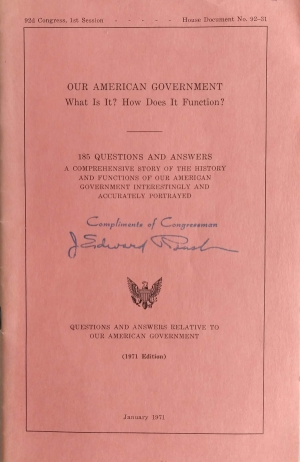 92d Congress, 1st Session - - - - - House Document No. 92-31
OUR AMERICAN GOVERNMENT
What Is It? How Does It Function?
185 QUESTIONS AND ANSWERS
A COMPREHENSIVE STORY OF THE HISTORY
AND FUNCTIONS OF OUR AMERICAN
GOVERNMENT INTERESTINGLY AND
ACCURATELY PORTRAYED
Compliments of Congressman
J Edward Roush
QUESTIONS AND ANSWERS RELATIVE TO
OUR AMERICAN GOVERNMENT
(1971 Edition)
January 1971